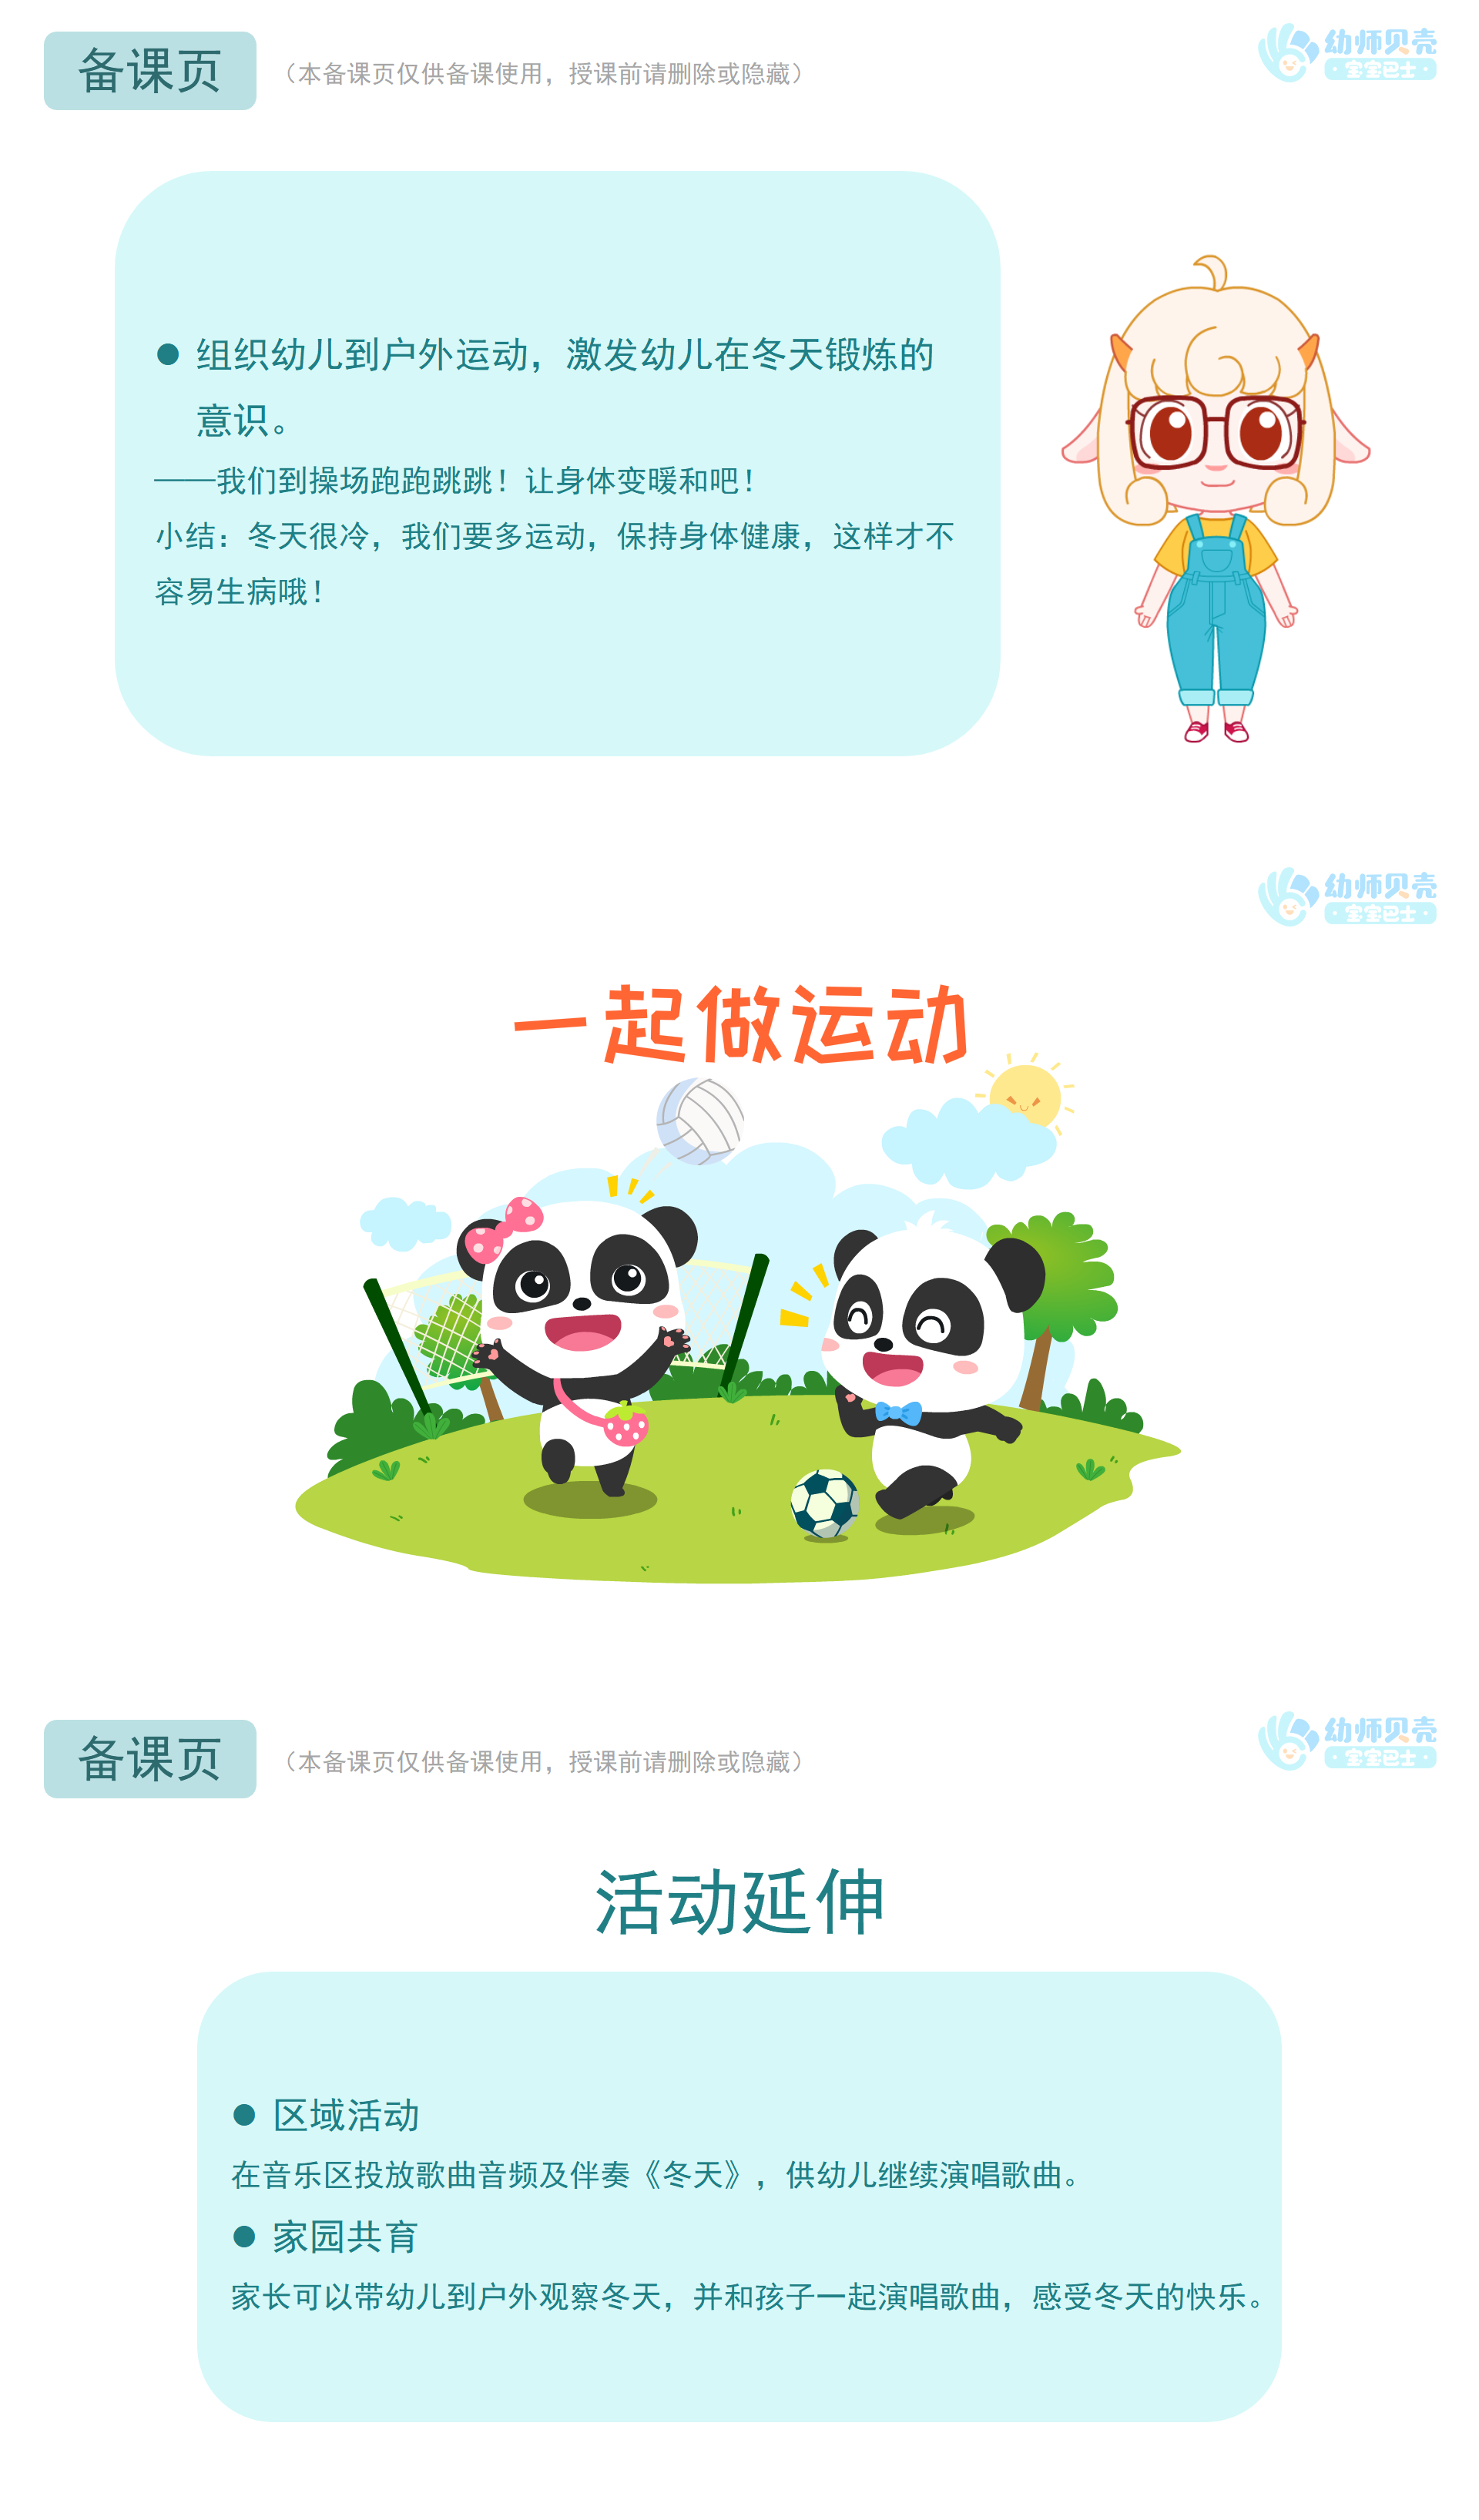 备课页
（本备课页仅供备课使用，授课前请删除或隐藏）
幼师贝壳
·宝宝巴士·
● 组织幼儿到户外运动，激发幼儿在冬天锻炼的
意识。
——我们到操场跑跑跳跳！让身体变暖和吧！
小结：冬天很冷，我们要多运动，保持身体健康，这样才不
容易生病哦！
幼师贝壳
·宝宝巴士·
一起做运动
备课页
（本备课页仅供备课使用，授课前请删除或隐藏）
幼师贝壳
·宝宝巴士·
活动延伸
● 区域活动
在音乐区投放歌曲音频及伴奏《冬天》，供幼儿继续演唱歌曲。
● 家园共育
家长可以带幼儿到户外观察冬天，并和孩子一起演唱歌曲，感受冬天的快乐。